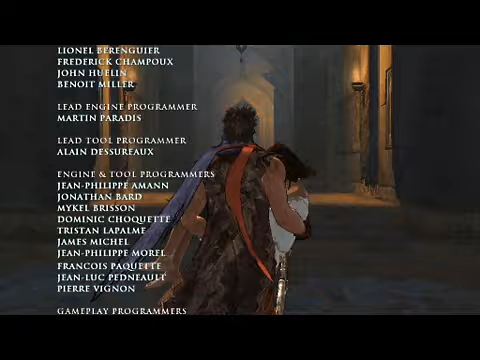 LIONEL BERENGUIER
FREDERICK CHAMPOUX
JOHN HUELIN
BENOIT MILLER
LEAD ENGINE PROGRAMMER
MARTIN PARADIS
LEAD TOOL PROGRAMMER
ALAIN DESSUREAUX
ENGINE & TOOL PROGRAMMERS
JEAN-PHILIPPE AMANN
JONATHAN BARD
MYKEL BRISSON
DOMINIC CHOQUETTE
TRISTAN LAPALME
JAMES MICHEL
JEAN-PHILIPPE MOREL
FRANCOIS PAQUETTE
JEAN-LUC PEDNEAULT
PIERRE VIGNON
GAMEPLAY PROGRAMMERS